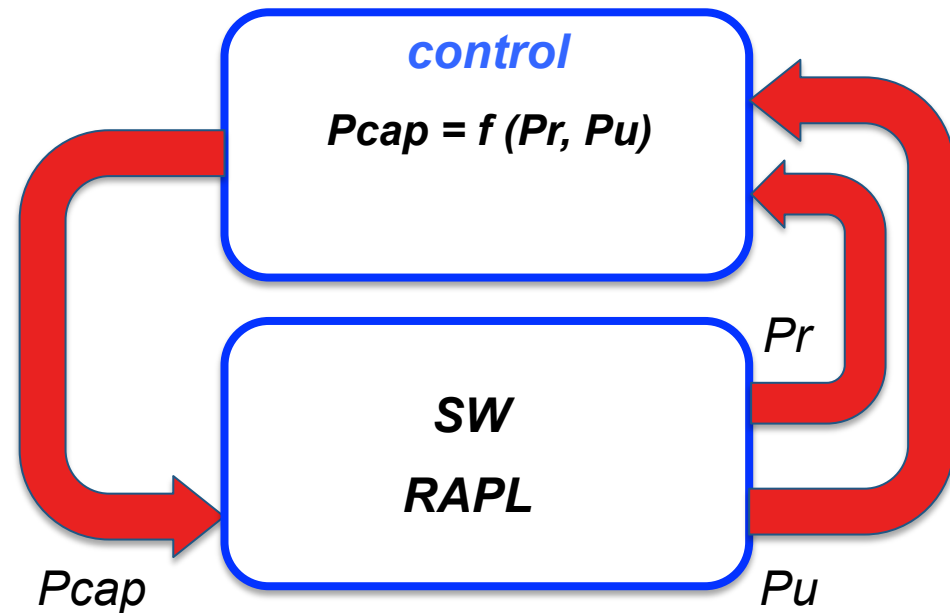 control
Pcap = f (Pr, Pu)
Pr
SW
RAPL
Pcap
Pu